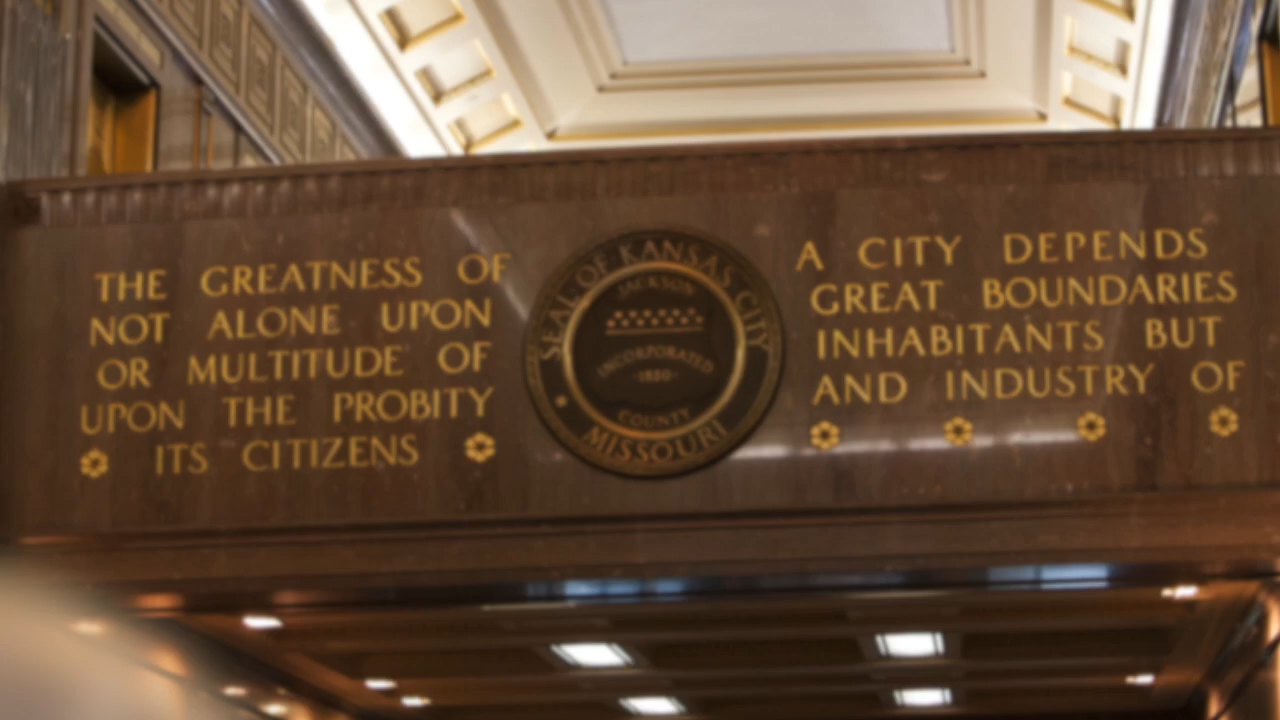 THE GREATNESS OF A CITY DEPENDS
NOT ALONE UPON GREAT BOUNDARIES
OR MULTITUDE OF INHABITANTS BUT
UPON THE PROBITY AND INDUSTRY OF
ITS CITIZENS
SEAL OF KANSAS CITY
JACKSON
INCORPORATED
-1850-
COUNTY
MISSOURI